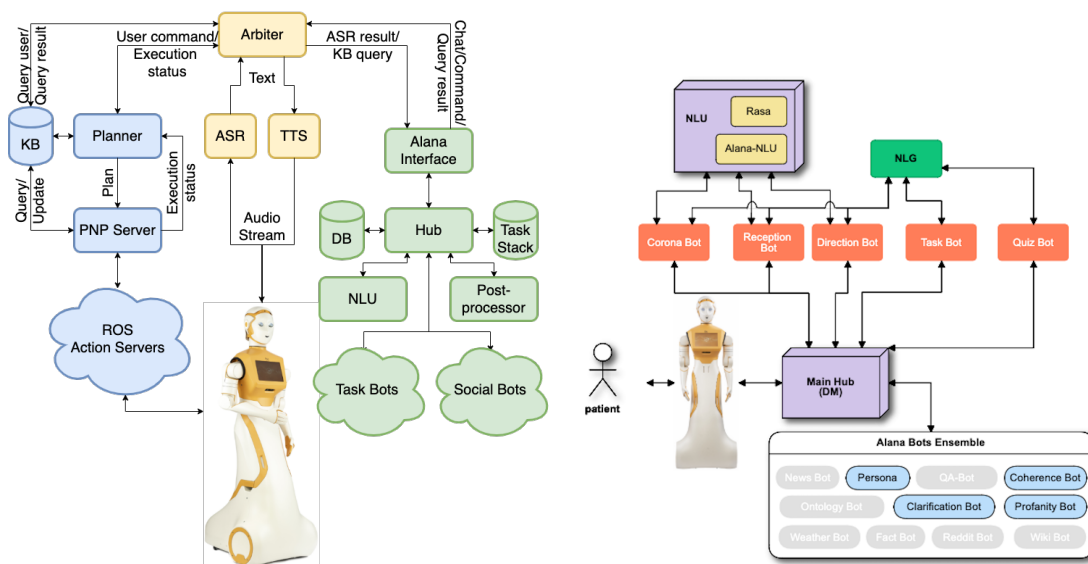 Query user/
Query result
User command/
Execution
status
Arbiter
ASR result/
KB query
Chat/Command/
Query result
Text
KB
Planner
ASR
TTS
Alana
Interface
Query/
Update
Plan
Execution
status
PNP Server
Audio
Stream
DB
Hub
Task
Stack
NLU
Post-
processor
ROS
Action Servers
Task Bots
Social Bots
NLU
Rasa
Alana-NLU
NLG
Corona Bot
Reception
Bot
Direction Bot
Task Bot
Quiz Bot
patient
Main Hub
(DM)
Alana Bots Ensemble
News Bot
Persona
QA-Bot
Coherence Bot
Ontology Bot
Clarification Bot
Profanity Bot
Weather Bot
Fact Bot
Reddit Bot
Wiki Bot